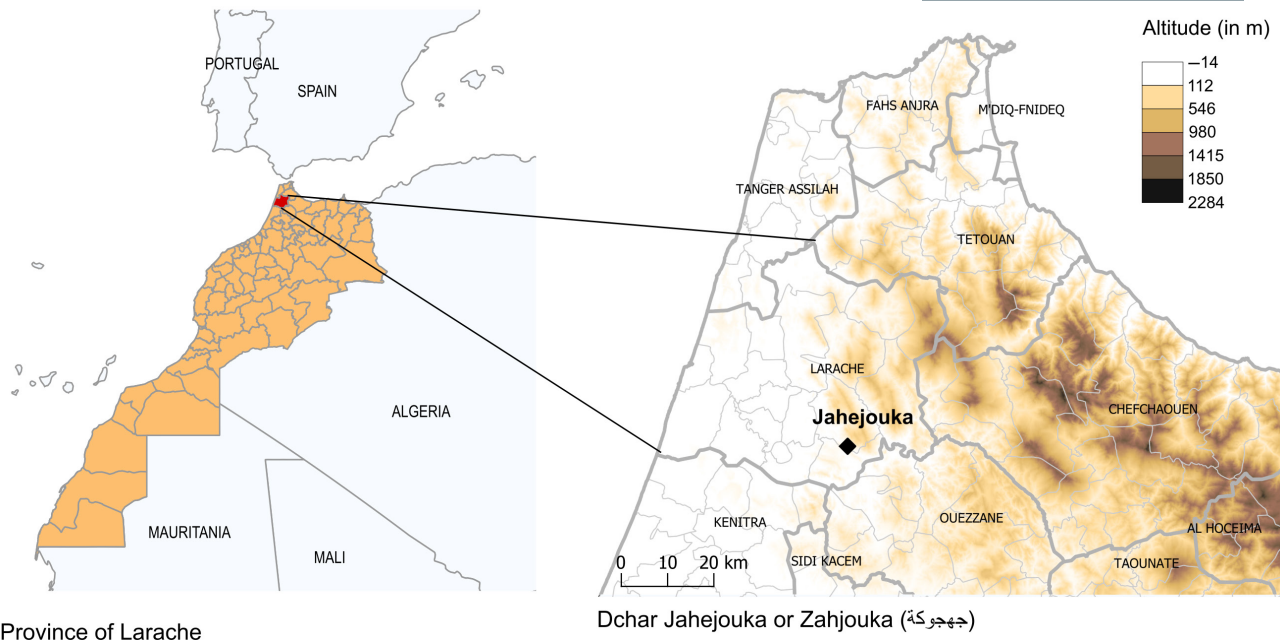 PORTUGAL
SPAIN
ALGERIA
MAURITANIA
MALI
Province of Larache
Altitude (in m)
−14
112
546
980
1415
1850
2284
FAHS ANJRA
M'DIQ-FNIDEQ
TANGER ASSILAH
TETOUAN
LARACHE
CHEFCHAOUEN
Jahejouka
KENITRA
OUEZZANE
AL HOCEIMA
SIDI KACEM
TAOUNATE
0 10 20 km
Dchar Jahejouka or Zahjouka (جهجوكة)